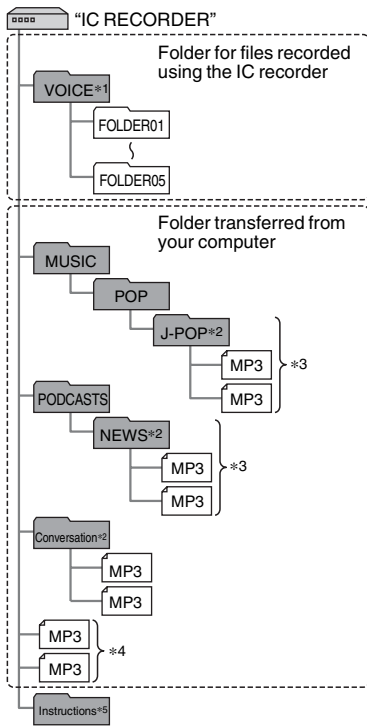 “IC RECORDER”
Folder for files recorded
using the IC recorder
VOICE*1
FOLDER01
FOLDER05
Folder transferred from
your computer
MUSIC
POP
J-POP*2
MP3
*3
MP3
PODCASTS
NEWS*2
MP3
*3
MP3
Conversation*2
MP3
MP3
MP3
*4
MP3
Instructions*5